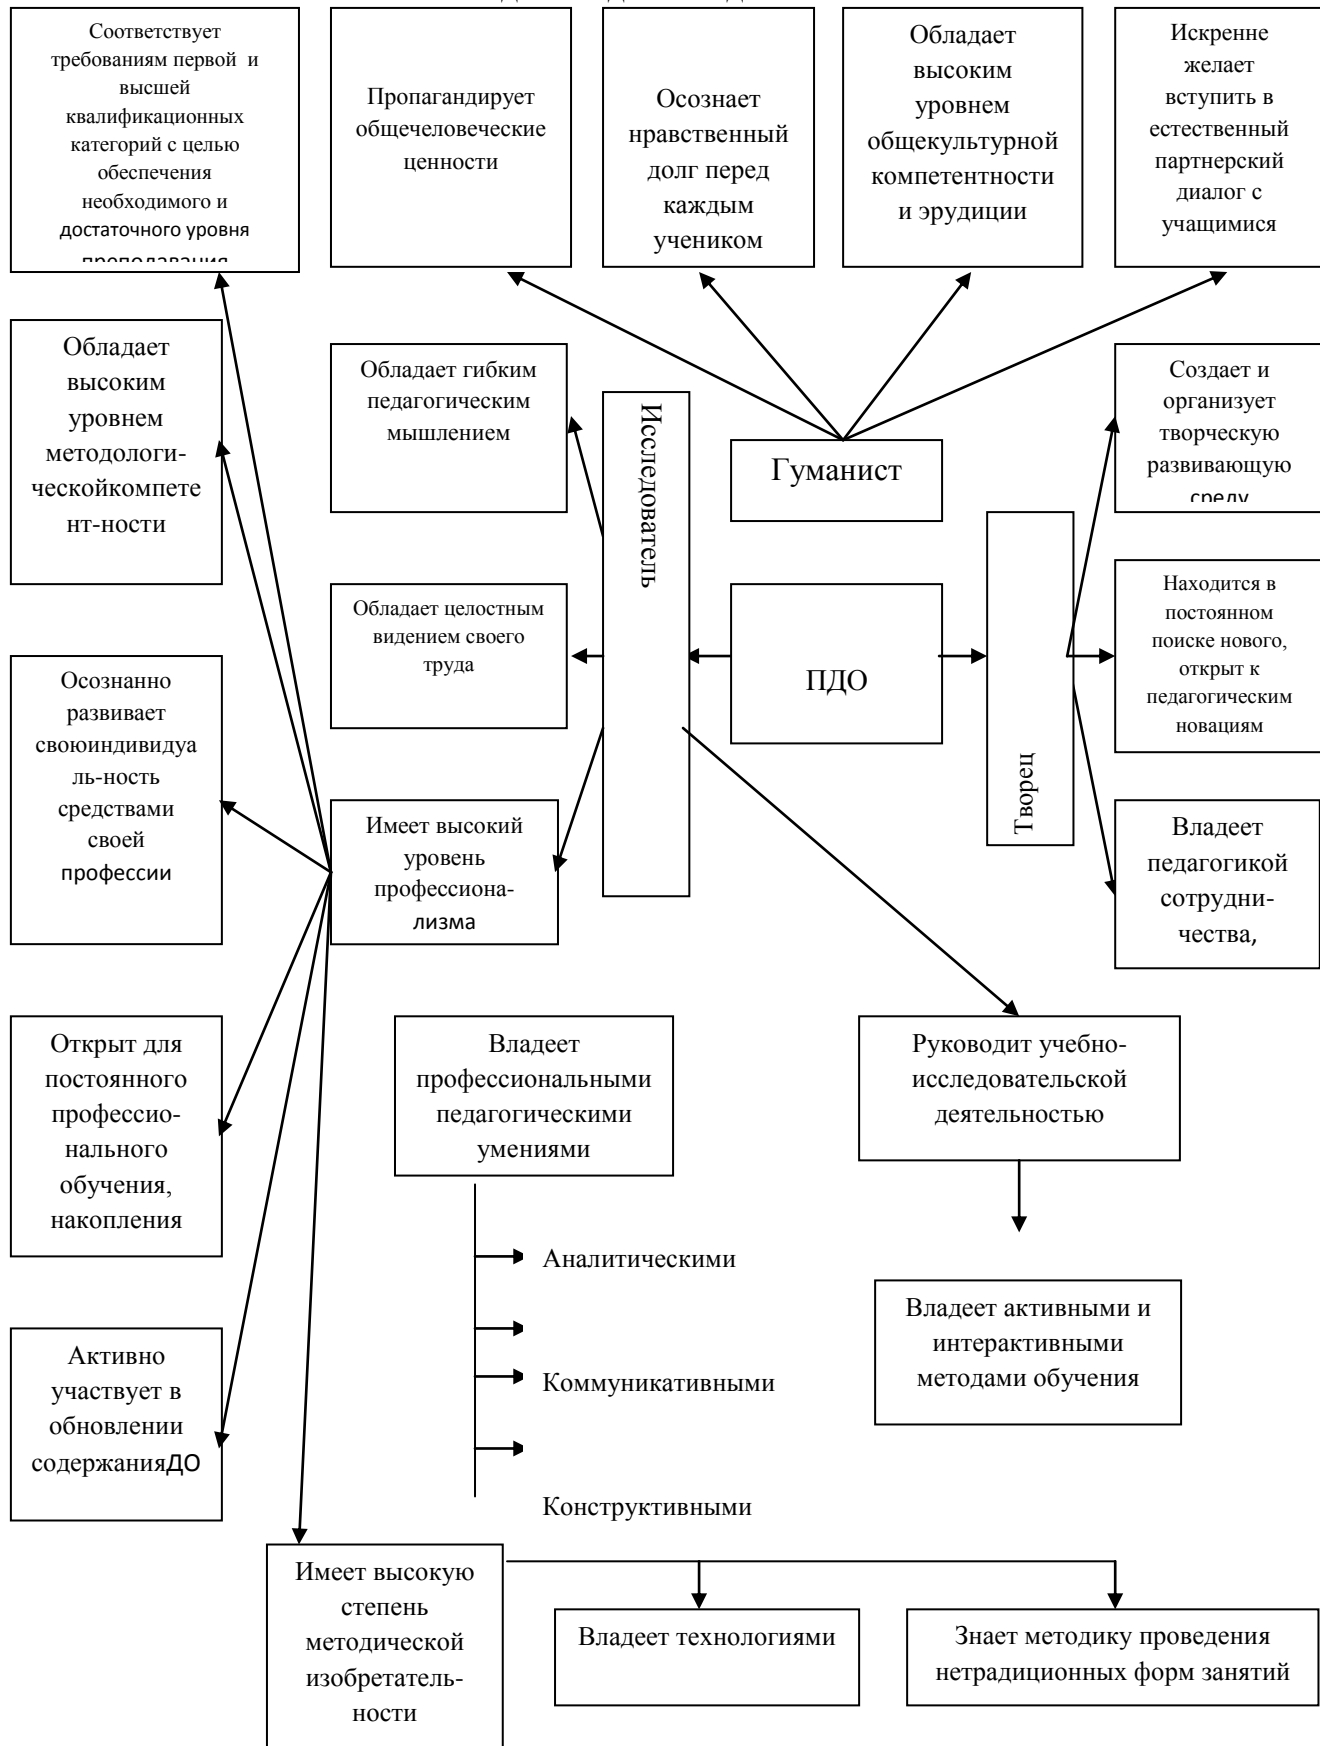 Соответствует
требованиям первой и
высшей
квалификационных
категорий с целью
обеспечения
необходимого и
достаточного уровня
преподавания
Пропагандирует
общечеловеческие
ценности
Осознает
нравственный
долг перед
каждым
учеником
Обладает
высоким
уровнем
общекультурной
компетентности
и эрудиции
Искренне
желает
вступить в
естественный
партнерский
диалог с
учащимися
Обладает
высоким
уровнем
методологи-
ческойкомпете
нт-ности
Обладает гибким
педагогическим
мышлением
Исследователь
Гуманист
Создает и
организует
творческую
развивающую
среду
Обладает целостным
видением своего
труда
ПДО
Творец
Находится в
постоянном
поиске нового,
открыт к
педагогическим
новациям
Осознанно
развивает
своюиндивидуа
ль-ность
средствами
своей
профессии
Имеет высокий
уровень
профессиона-
лизма
Владеет
педагогикой
сотрудни-
чества,
Открыт для
постоянного
профессио-
нального
обучения,
накопления
Владеет
профессиональными
педагогическими
умениями
Руководит учебно-
исследовательской
деятельностью
Аналитическими
Коммуникативными
Конструктивными
Владеет активными и
интерактивными
методами обучения
Активно
участвует в
обновлении
содержанияДО
Имеет высокую
степень
методической
изобретатель-
ности
Владеет технологиями
Знает методику проведения
нетрадиционных форм занятий